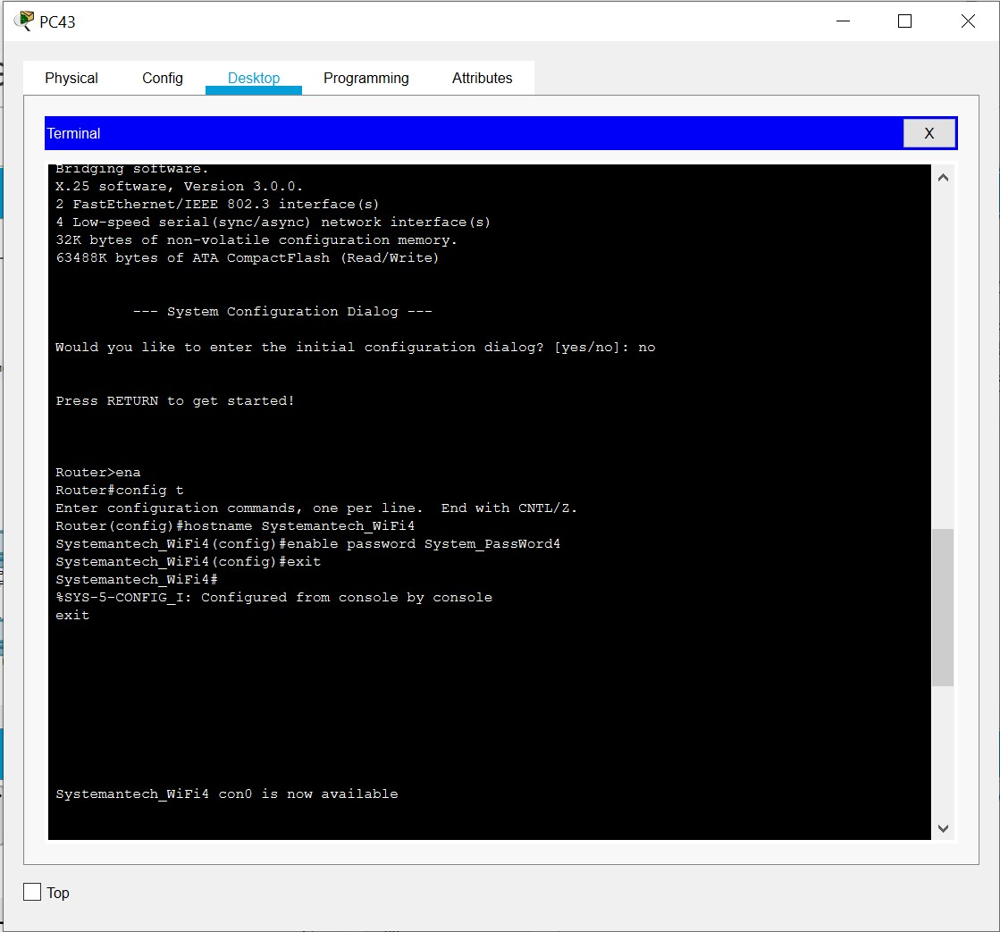 PC43
Physical Config Desktop Programming Attributes
Terminal X
Bridging software.
X.25 software, Version 3.0.0.
2 FastEthernet/IEEE 802.3 interface(s)
4 Low-speed serial(sync/async) network interface(s)
32K bytes of non-volatile configuration memory.
63488K bytes of ATA CompactFlash (Read/Write)
--- System Configuration Dialog ---
Would you like to enter the initial configuration dialog? [yes/no]: no
Press RETURN to get started!
Router>ena
Router#config t
Enter configuration commands, one per line.  End with CNTL/Z.
Router(config)#hostname Systemantech_WiFi4
Systemantech_WiFi4(config)#enable password System_PassWord4
Systemantech_WiFi4(config)#exit
Systemantech_WiFi4#
%SYS-5-CONFIG_I: Configured from console by console
exit
Systemantech_WiFi4 con0 is now available
Top